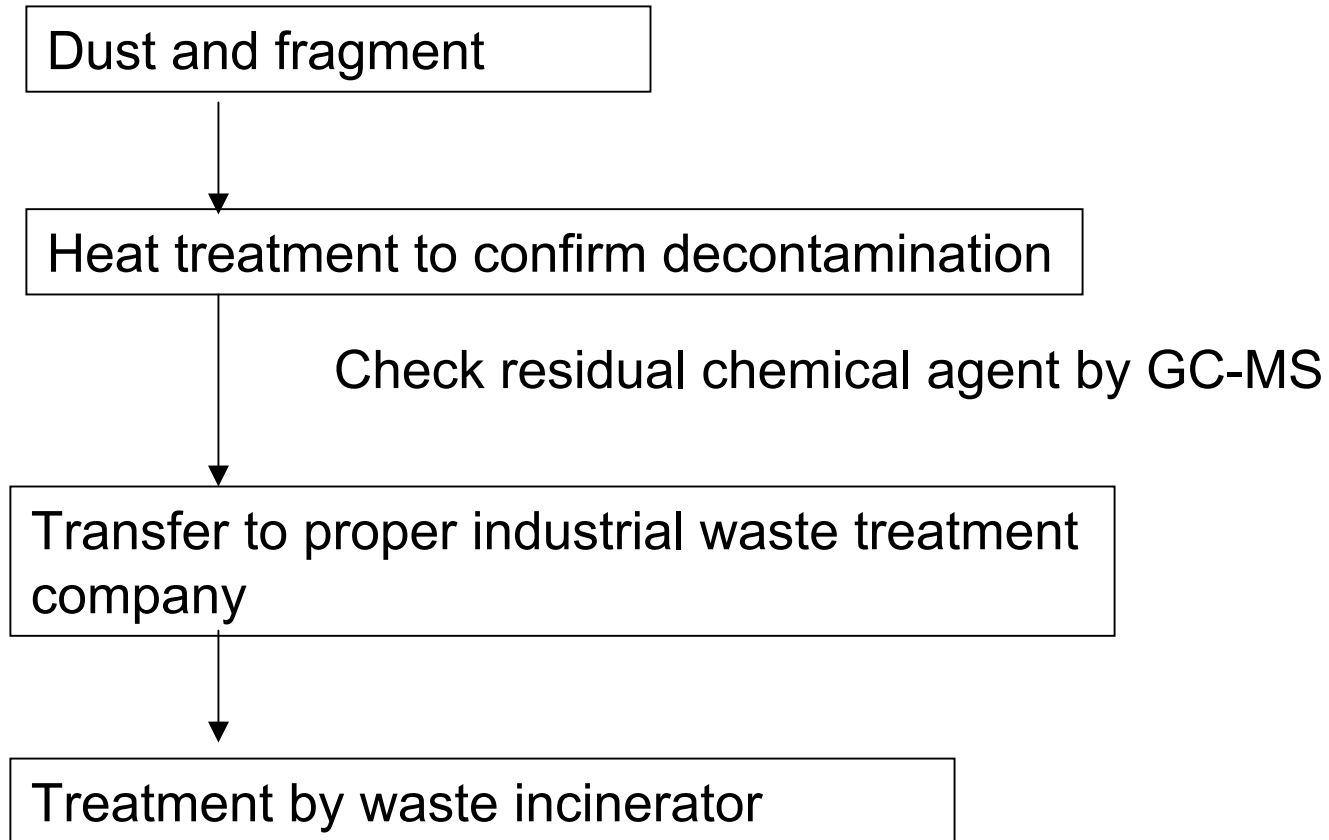 Dust and fragment
Heat treatment to confirm decontamination
Check residual chemical agent by GC-MS
Transfer to proper industrial waste treatment
company
Treatment by waste incinerator